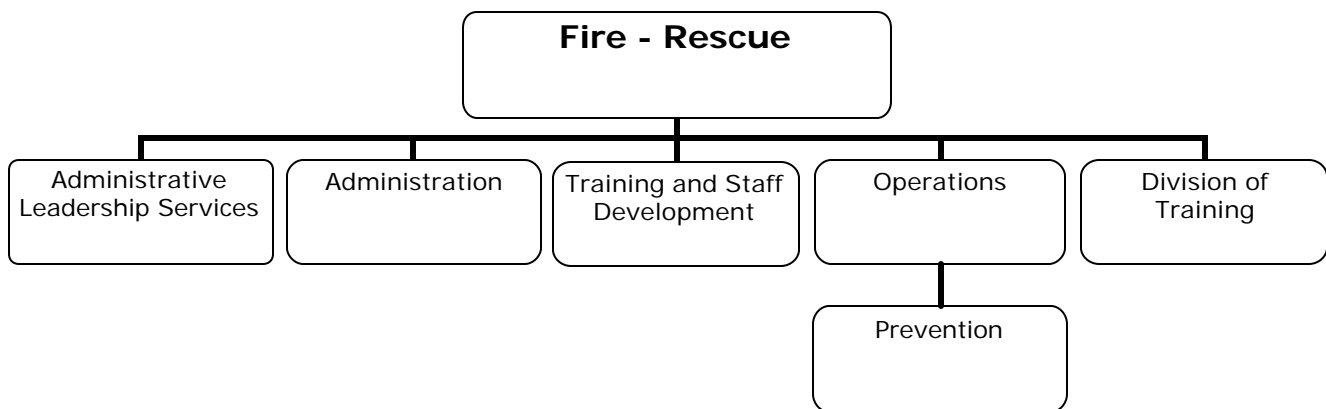 Fire - Rescue
Administrative
Leadership Services
Administration
Training and Staff
Development
Operations
Division of
Training
Prevention